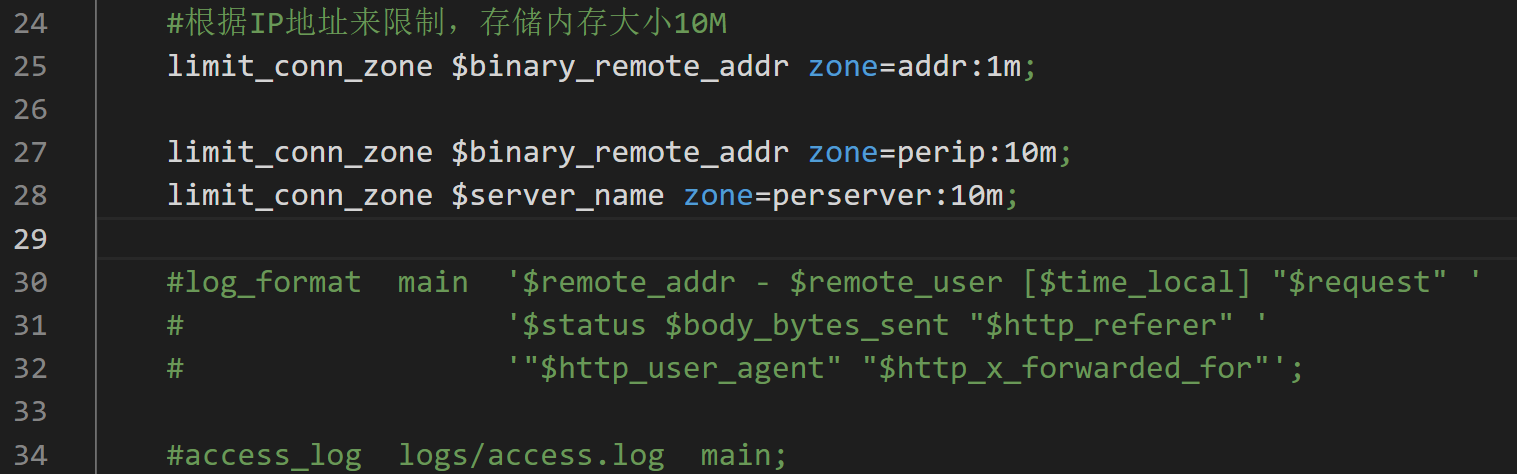 24 #根据IP地址来限制，存储内存大小10M
25 limit_conn_zone $binary_remote_addr zone=addr:1m;
26
27 limit_conn_zone $binary_remote_addr zone=perip:10m;
28 limit_conn_zone $server_name zone=perserver:10m;
29
30 #log_format  main  '$remote_addr - $remote_user [$time_local] "$request" '
31 #                  '$status $body_bytes_sent "$http_referer" '
32 #                  '"$http_user_agent" "$http_x_forwarded_for"';
33
34 #access_log  logs/access.log  main;